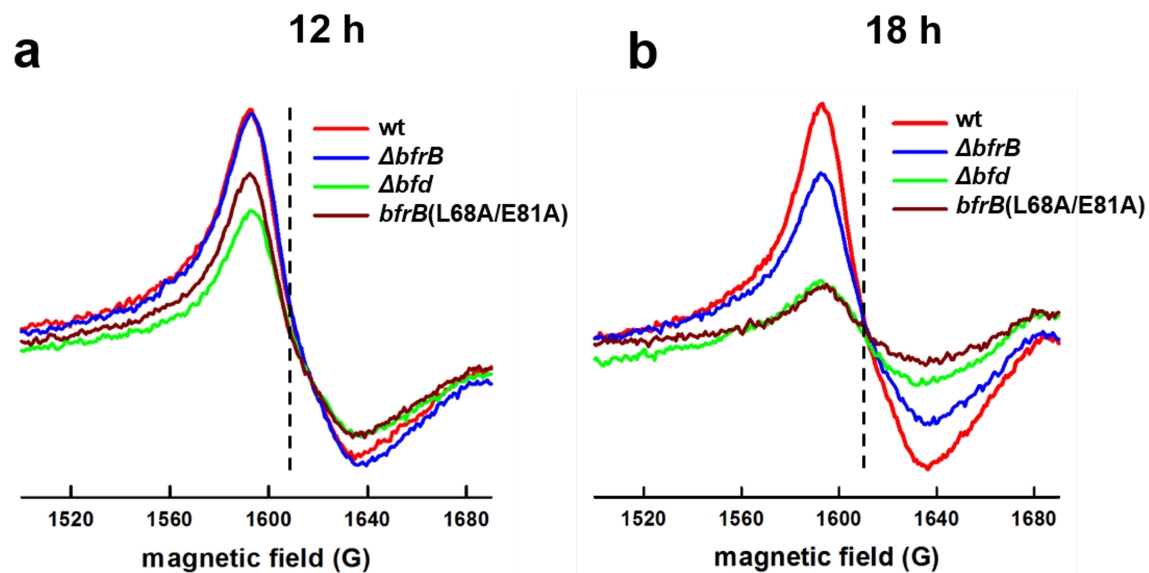 12 h
18 h
a
b
wt
ΔbfrB
Δbfd
bfrB(L68A/E81A)
wt
ΔbfrB
Δbfd
bfrB(L68A/E81A)
1520 1560 1600 1640 1680
1520 1560 1600 1640 1680
magnetic field (G)
magnetic field (G)